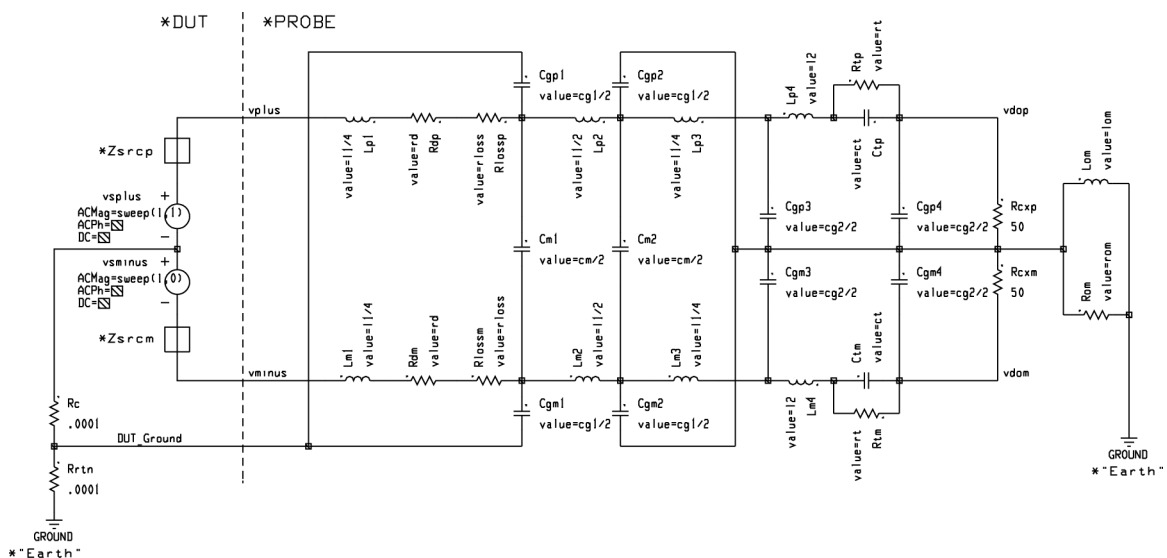 *DUT
*PROBE
Cgp1
value=cg1/2
Cgp2
value=cg1/2
Lp4
value=l2
Rtp
value=rt
vplus
value=l1/4
Lp1
value=rd
Rdp
value=rloss
Rlossp
value=l1/2
Lp2
value=l1/4
Lp3
value=ct
Ctp
vdop
Lom
value=lom
*Zsrcp
vsplus
+
ACMag=sweep(1,1)
ACPh=
DC=
-
Cgp3
value=cg2/2
Cgp4
value=cg2/2
Rcxp
50
Cm1
value=cm/2
Cm2
value=cm/2
vsminus
+
ACMag=sweep(1,0)
ACPh=
DC=
-
Cgm3
value=cg2/2
Cgm4
value=cg2/2
Rcxm
50
Rom
value=rom
*Zsrcm
vminus
Lm1
value=l1/4
Rdm
value=rd
Rlossm
value=rloss
Lm2
value=l1/2
Lm3
value=l1/4
Ctm
value=ct
vdom
Rc
.0001
Cgm1
value=cg1/2
Cgm2
value=cg1/2
value=l2
Lm4
value=rt
Rtm
DUT_Ground
Rrtn
.0001
GROUND
*"Earth"
GROUND
*"Earth"